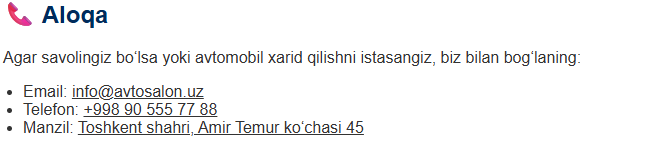 📞 Aloqa
Agar savolingiz bo‘lsa yoki avtomobil xarid qilishni istasangiz, biz bilan bog‘laning:
• Email: info@avtosalon.uz
• Telefon: +998 90 555 77 88
• Manzil: Toshkent shahri, Amir Temur ko‘chasi 45